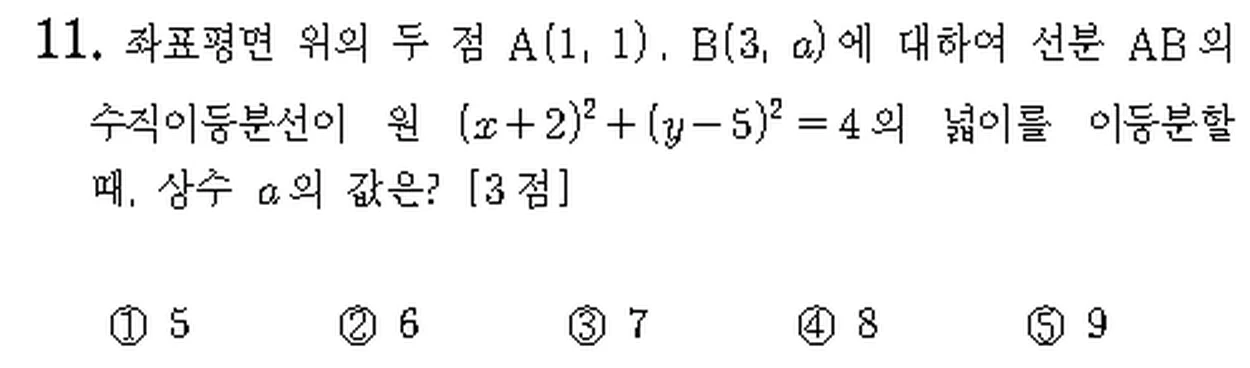 11. 좌표평면 위의 두 점 A(1, 1), B(3, a)에 대하여 선분 AB의
수직이등분선이 원 (x+2)²+(y-5)²=4의 넓이를 이등분할
때, 상수 a의 값은? [3점]
① 5 ② 6 ③ 7 ④ 8 ⑤ 9